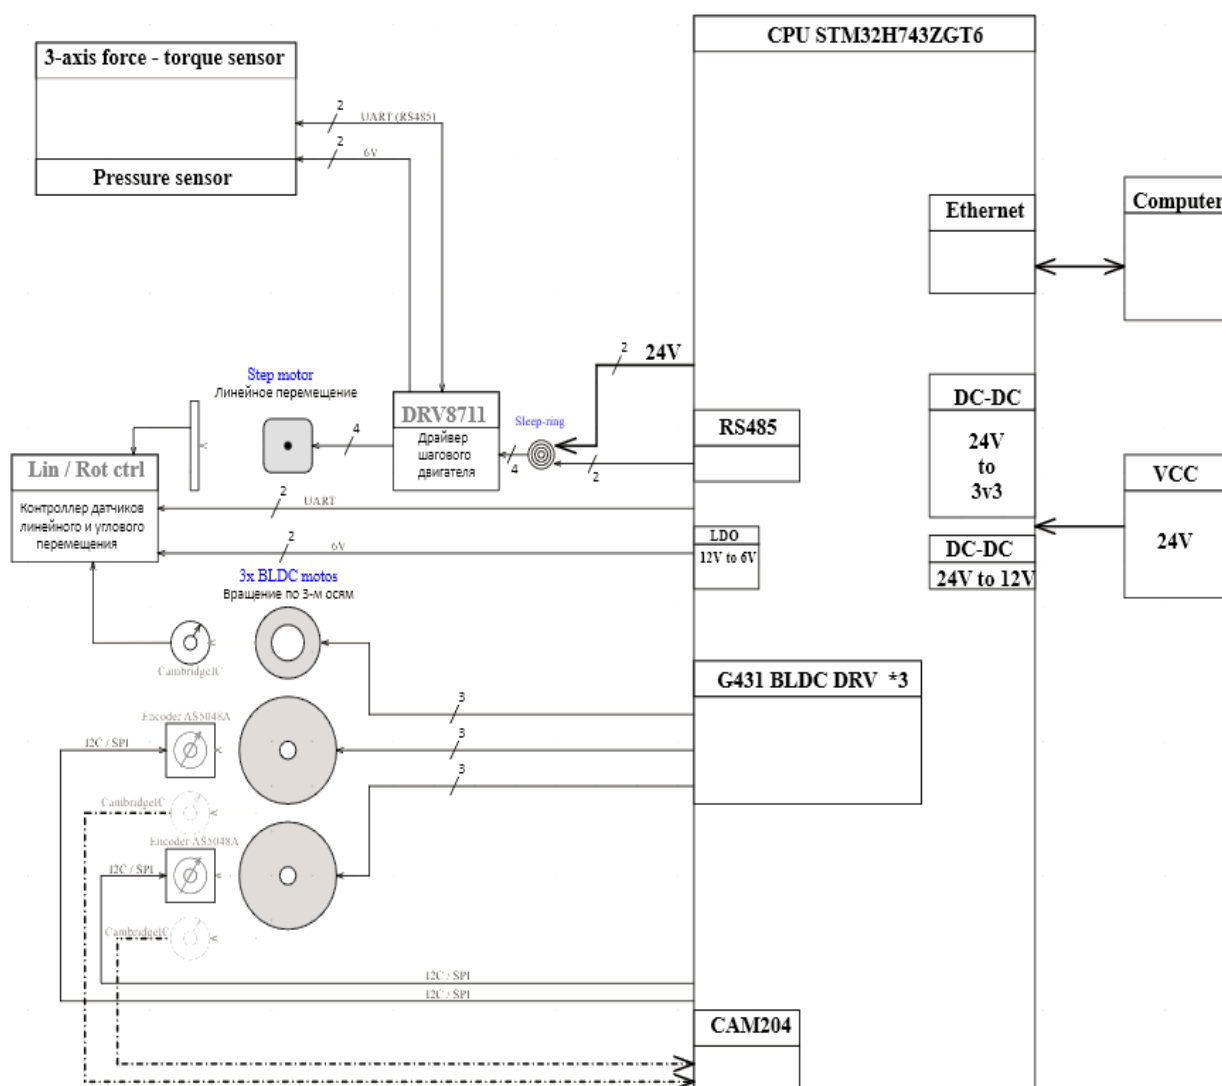 CPU STM32H743ZGT6
3-axis force - torque sensor
2
UART (RS485)
2
6V
Pressure sensor
Ethernet
Computer
2
24V
Step motor
Линейное перемещение
DRV8711
Драйвер
шагового
двигателя
4
Sleep-ring
4
2
RS485
DC-DC
24V
to
3v3
VCC
24V
Lin / Rot ctrl
Контроллер датчиков
линейного и углового
перемещения
2
UART
2
6V
LDO
12V to 6V
DC-DC
24V to 12V
3x BLDC motos
Вращение по 3-м осям
CambridgeIC
G431 BLDC DRV *3
3
3
3
Encoder AS5048A
I2C / SPI
CambridgeIC
Encoder AS5048A
I2C / SPI
CambridgeIC
I2C / SPI
I2C / SPI
CAM204